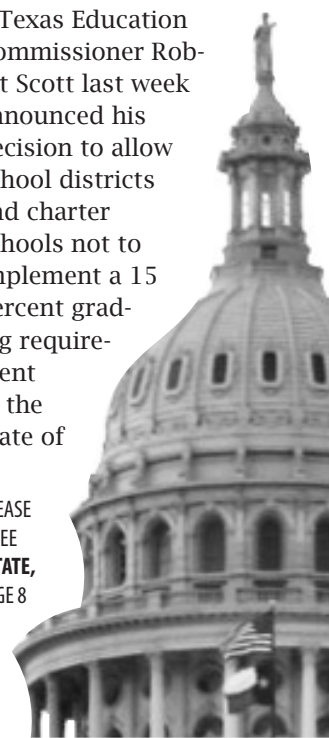 Texas Education
ommissioner Rob-
t Scott last week
nnounced his
ecision to allow
hool districts
nd charter
hools not to
mplement a 15
ercent grad-
g require-
ent
the
ate of
EASE
EE
TATE,
GE 8